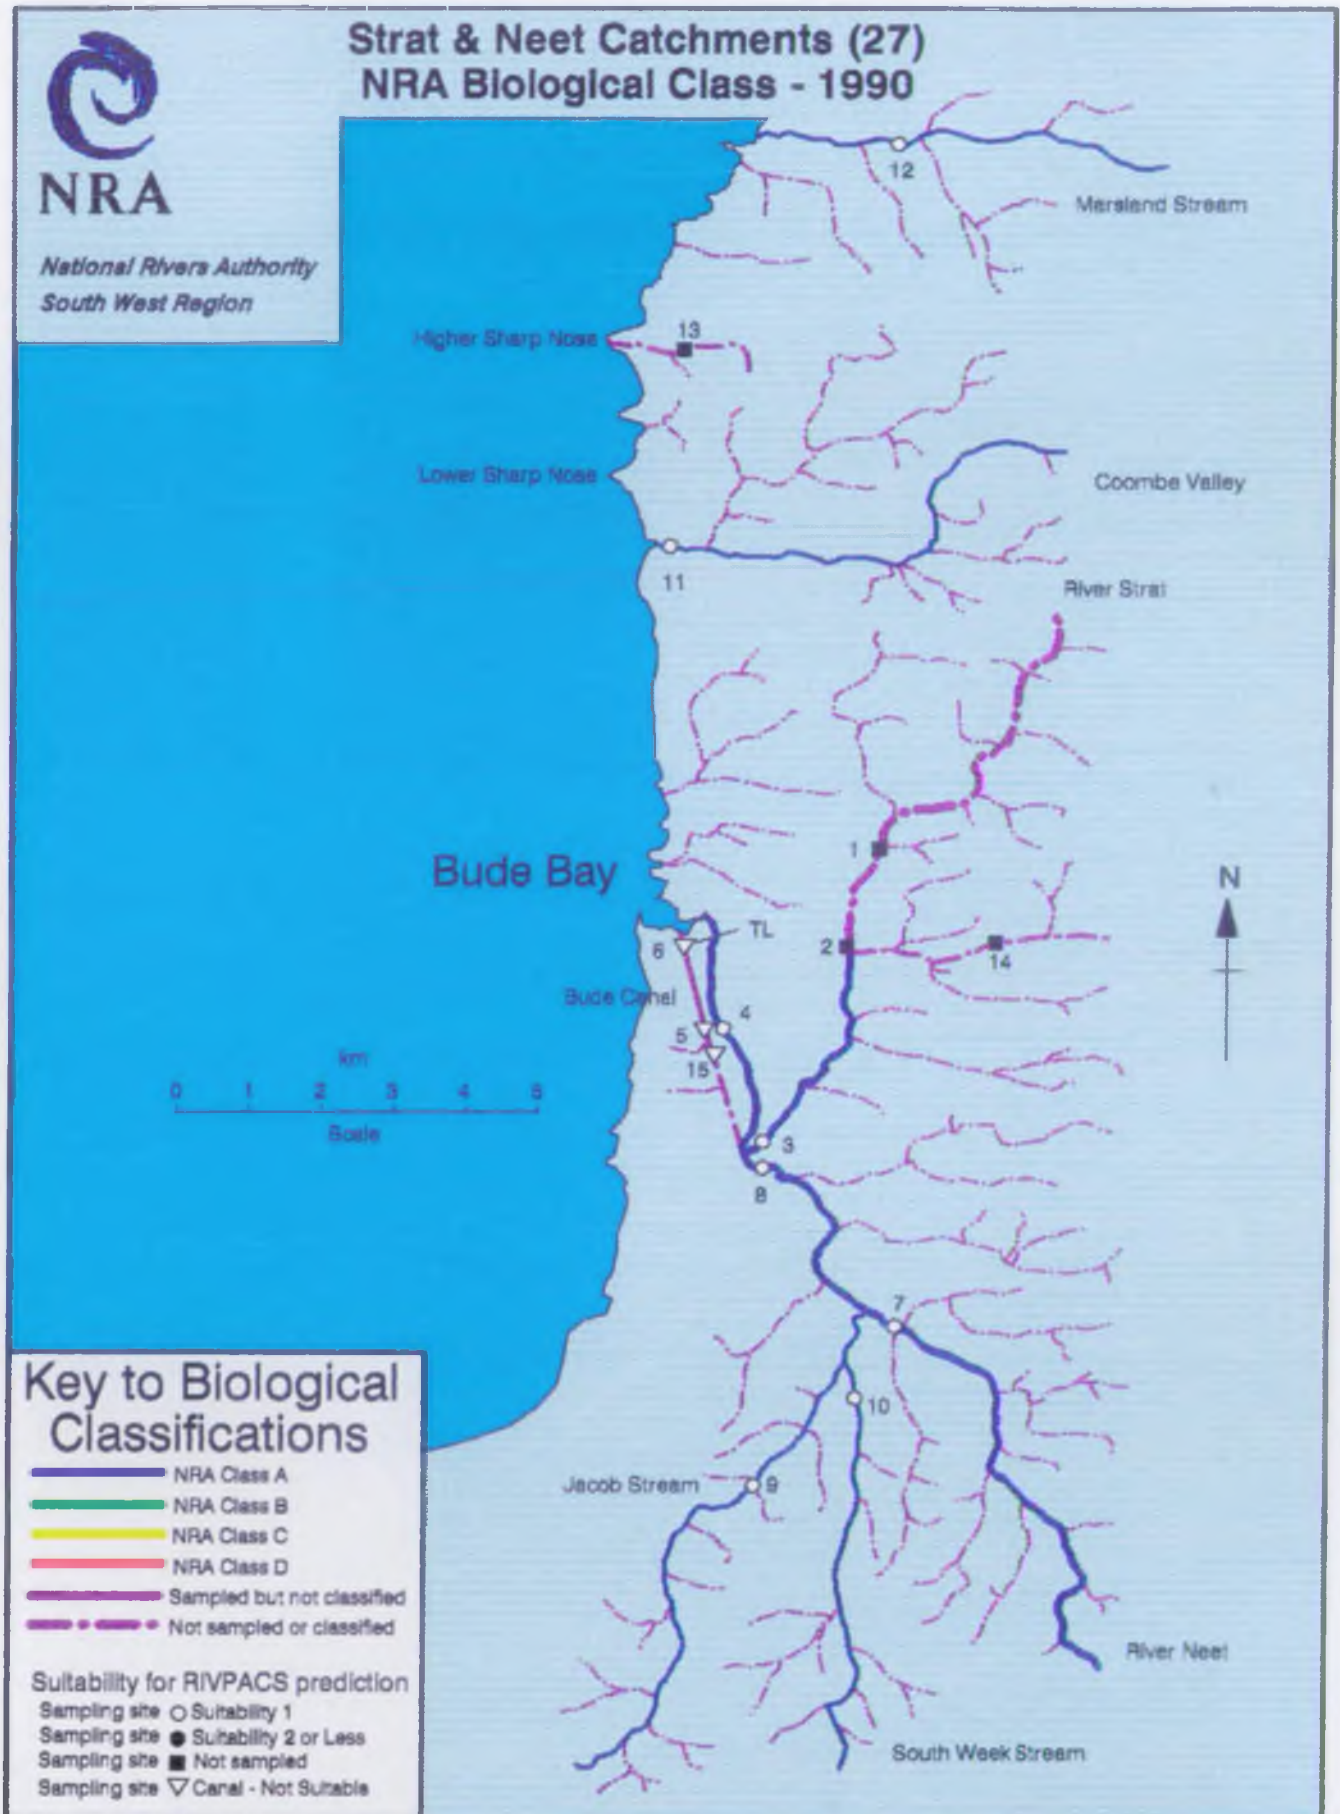 Strat & Neet Catchments (27)
NRA Biological Class - 1990
NRA
National Rivers Authority
South West Region
12
Marsland Stream
Higher Sharp Nose
13
Lower Sharp Nose
Coombe Valley
11
River Strat
1
Bude Bay
N
TL
6
2
14
Bude Canal
4
5
15
km
0 1 2 3 4 5
Scale
3
8
7
10
Jacob Stream
9
River Neet
South Week Stream
Key to Biological
Classifications
NRA Class A
NRA Class B
NRA Class C
NRA Class D
Sampled but not classified
Not sampled or classified
Suitability for RIVPACS prediction
Sampling site Suitability 1
Sampling site Suitability 2 or Less
Sampling site Not sampled
Sampling site Canal - Not Suitable